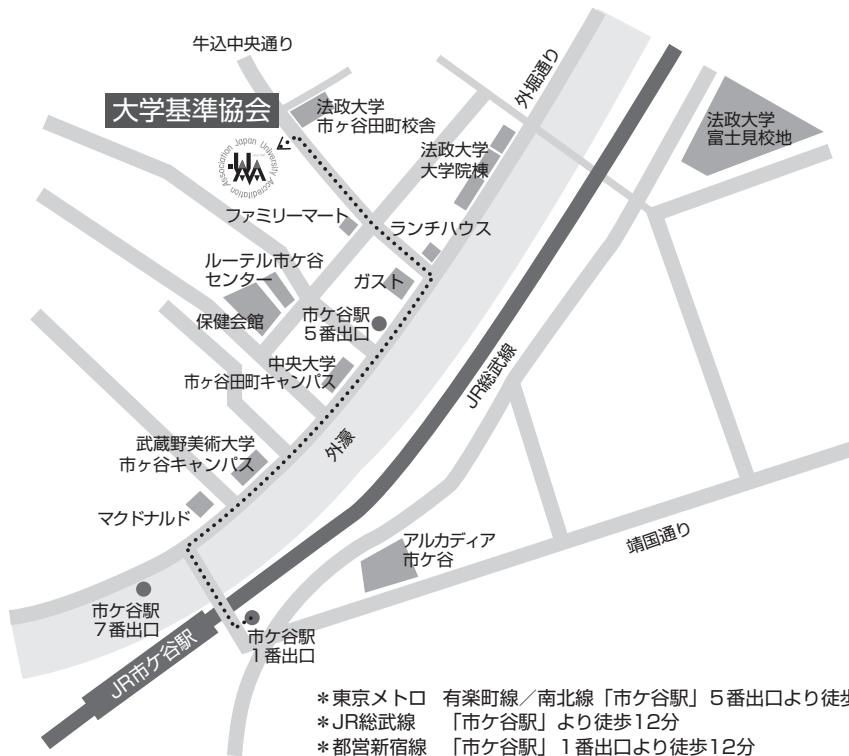 牛込中央通り
大学基準協会
法政大学
市ヶ谷田町校舎
外堀通り
法政大学
富士見校地
法政大学
大学院棟
Japan University Accreditation Association
ファミリーマート
ランチハウス
ルーテル市ケ谷
センター
ガスト
保健会館
市ケ谷駅
5番出口
中央大学
市ヶ谷田町キャンパス
JR総武線
外濠
武蔵野美術大学
市ケ谷キャンパス
マクドナルド
アルカディア
市ケ谷
靖国通り
市ケ谷駅
7番出口
市ケ谷駅
1番出口
JR市ケ谷駅
*東京メトロ 有楽町線/南北線「市ケ谷駅」5番出口より徒歩
*JR総武線 「市ケ谷駅」より徒歩12分
*都営新宿線 「市ケ谷駅」1番出口より徒歩12分